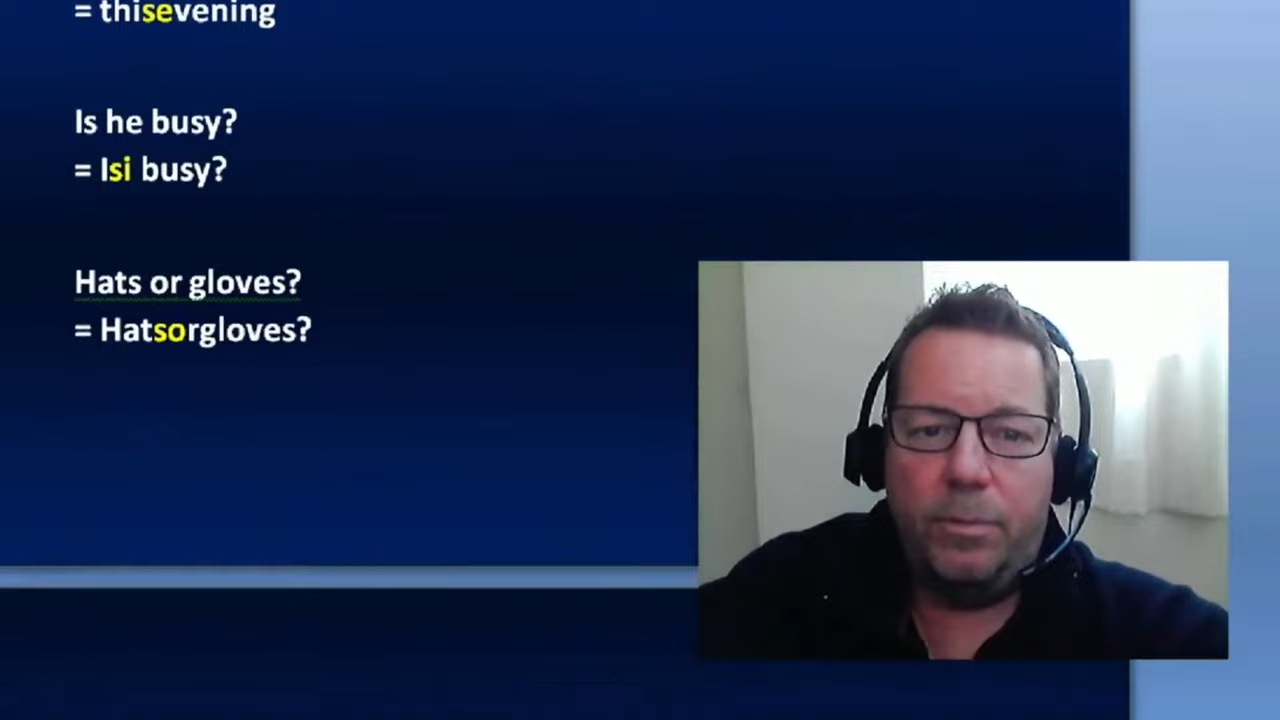 = thisevening
Is he busy?
= Isi busy?
Hats or gloves?
= Hatsorgloves?